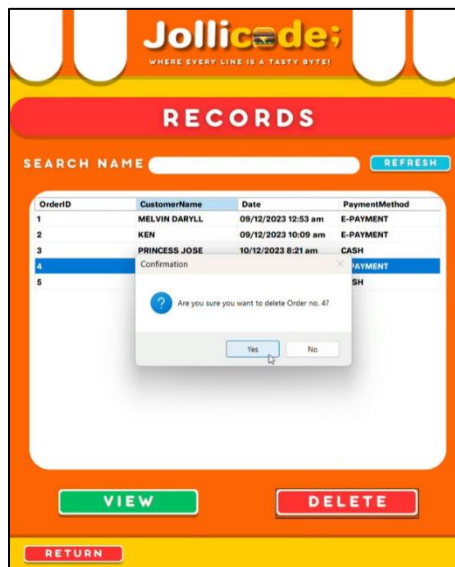 Jollicode;
WHERE EVERY LINE IS A TASTY BYTE!
RECORDS
SEARCH NAME REFRESH
OrderID CustomerName Date PaymentMethod
1 MELVIN DARYLL 09/12/2023 12:53 am E-PAYMENT
2 KEN 09/12/2023 10:09 am E-PAYMENT
3 PRINCESS JOSE 10/12/2023 8:21 am CASH
4 PAYMENT
5 SH
Confirmation
Are you sure you want to delete Order no. 4?
Yes No
VIEW DELETE
RETURN